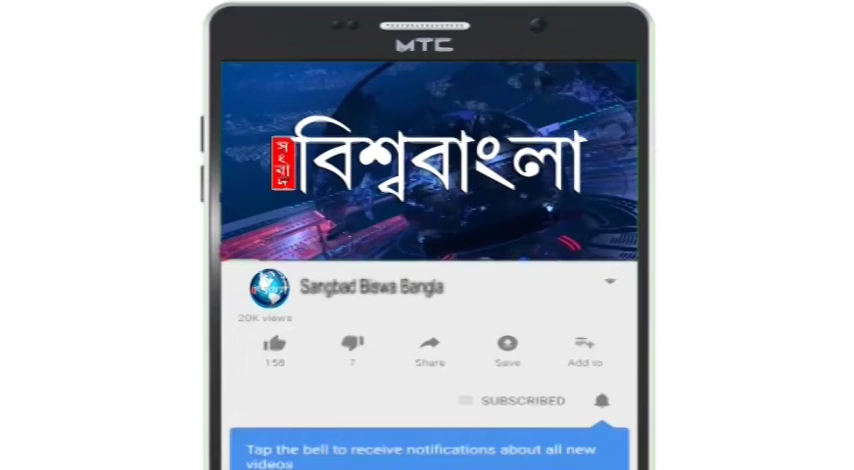 MTC
সংবাদ
বিশ্ববাংলা
Sangbad Biswa Bangla
20K views
158
7
Share
Save
Add to
SUBSCRIBED
Tap the bell to receive notifications about all new
videos